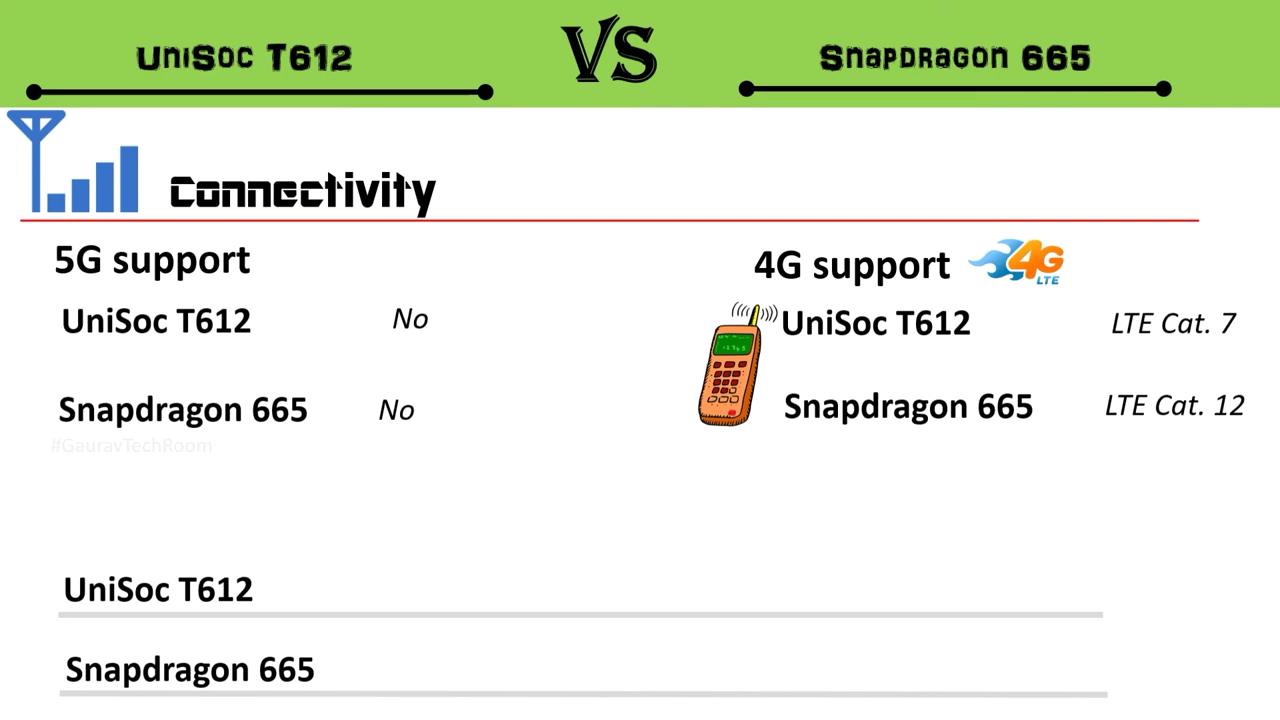 UniSoc T612
VS
Snapdragon 665
Connectivity
5G support
UniSoc T612 No
Snapdragon 665 No
#GauravTechRoom
4G support 4G LTE
UniSoc T612 LTE Cat. 7
Snapdragon 665 LTE Cat. 12
UniSoc T612
Snapdragon 665